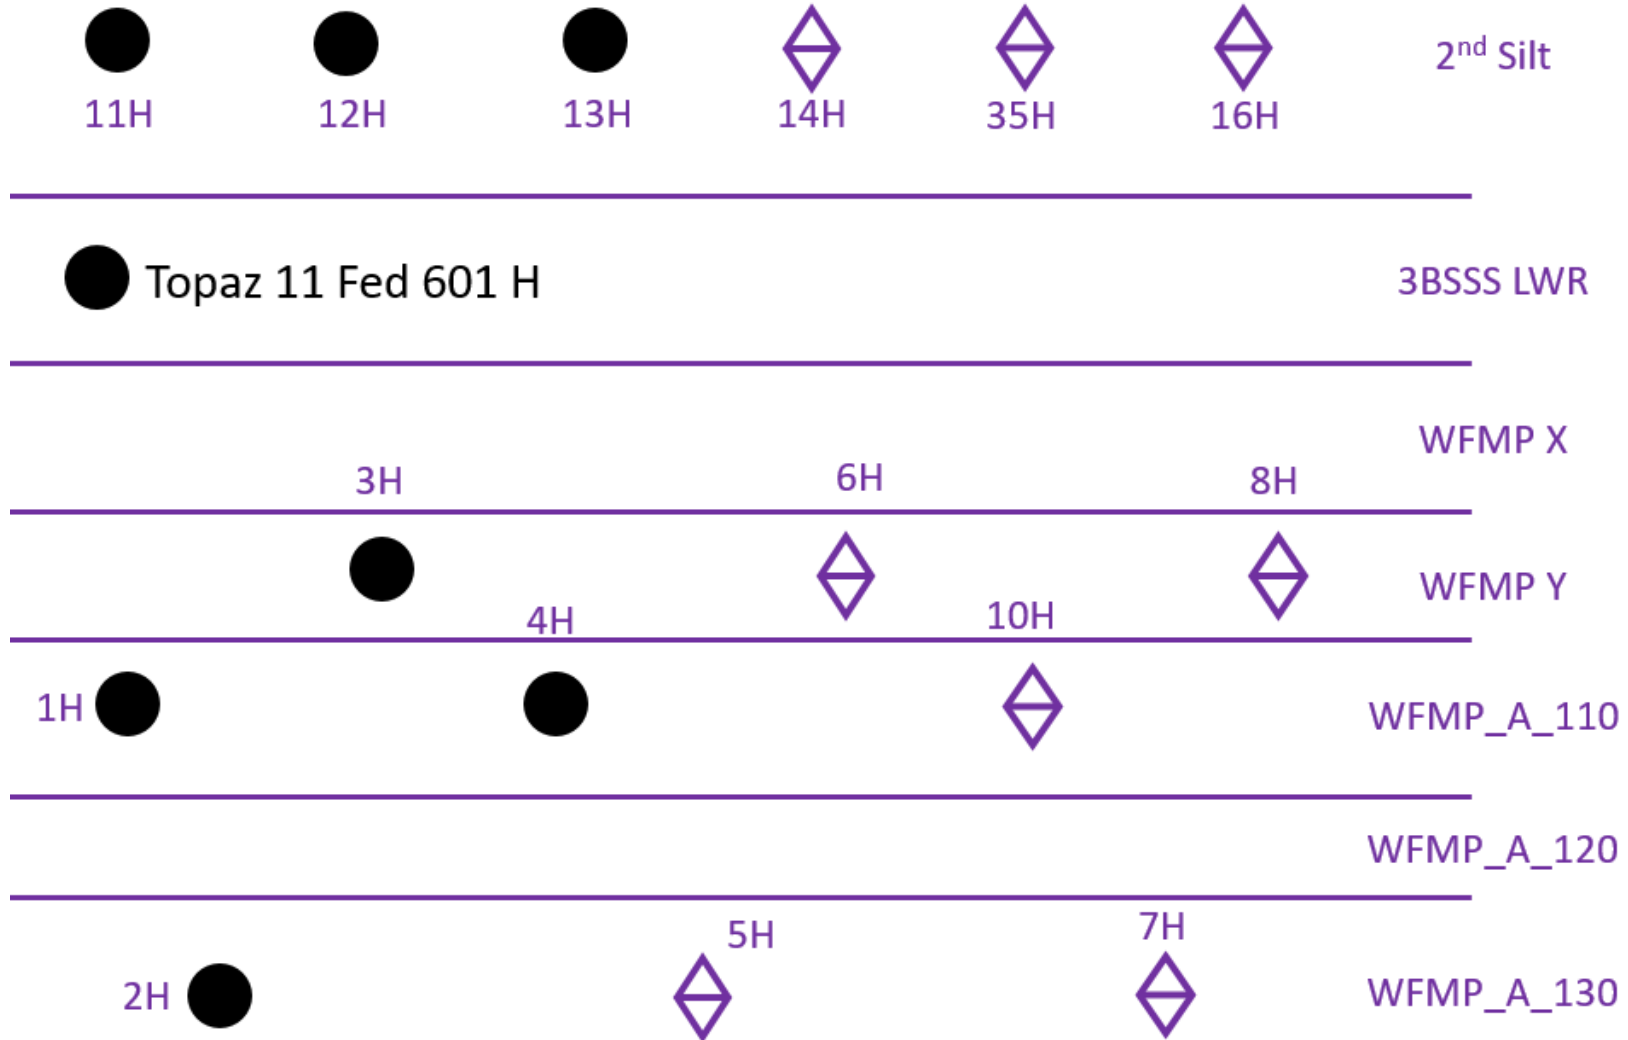 2nd Silt
11H 12H 13H 14H 35H 16H
Topaz 11 Fed 601 H 3BSSS LWR
WFMP X
3H 6H 8H
WFMP Y
4H 10H
1H WFMP_A_110
WFMP_A_120
5H 7H
2H WFMP_A_130